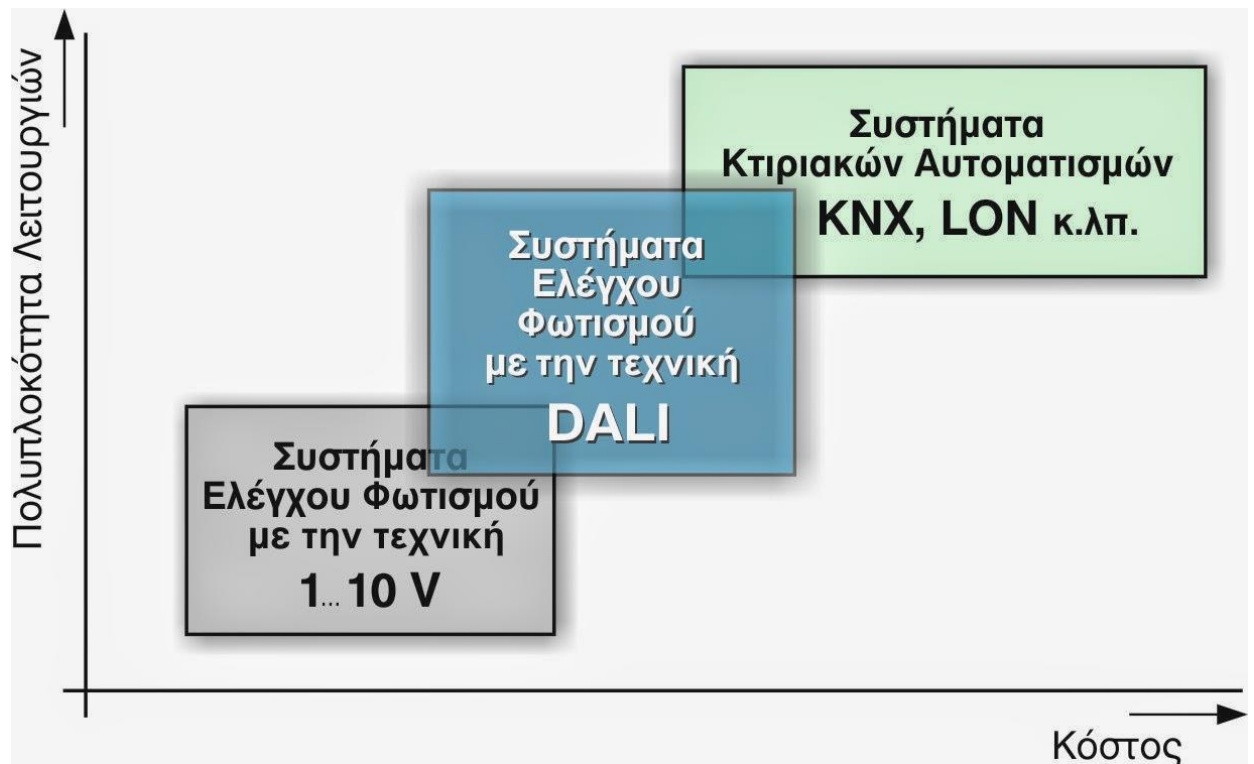 Πολυπλοκότητα Λειτουργιών
Συστήματα
Κτιριακών Αυτοματισμών
KNX, LON κ.λπ.
Συστήματα
Ελέγχου
Φωτισμού
με την τεχνική
DALI
Συστήματα
Ελέγχου Φωτισμού
με την τεχνική
1... 10 V
Κόστος